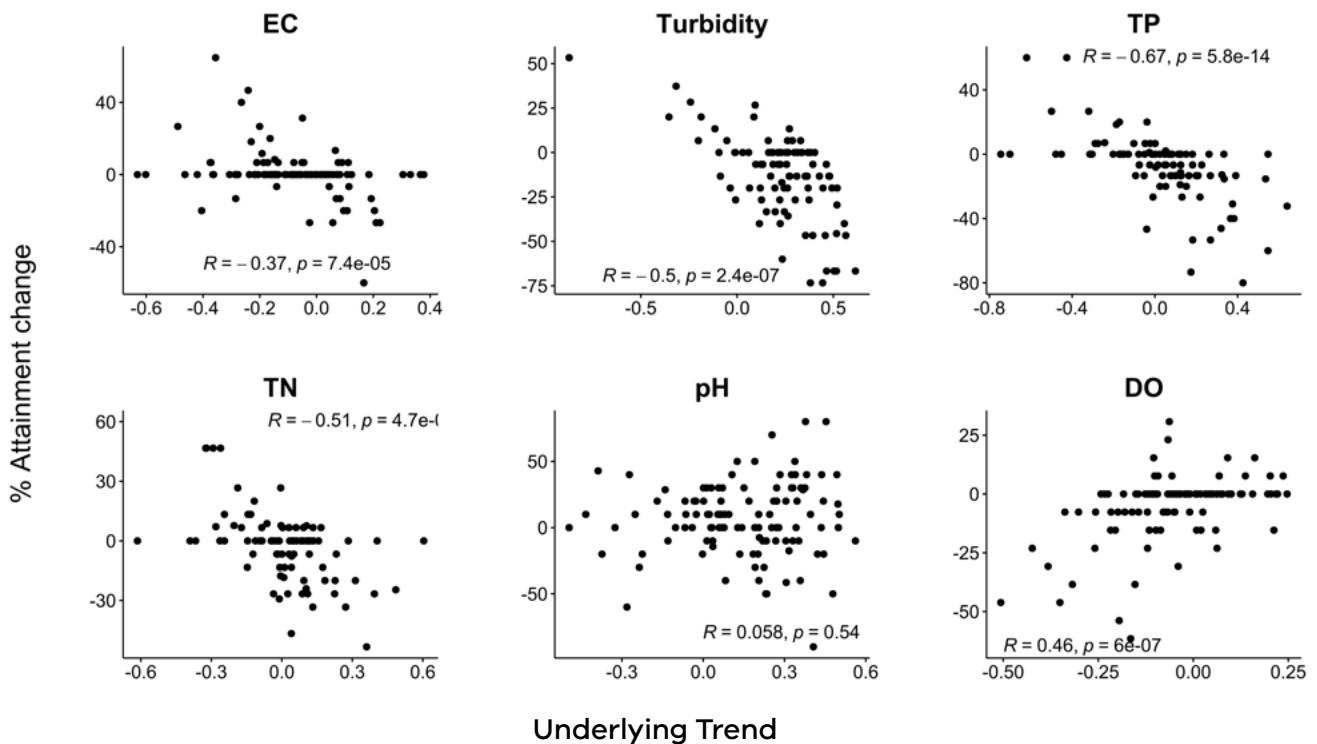 EC
Turbidity
TP
R = − 0.37, p = 7.4e-05
R = − 0.5, p = 2.4e-07
R = − 0.67, p = 5.8e-14
40
0
-40
50
25
0
-25
-50
-75
40
0
-40
-80
-0.6 -0.4 -0.2 0.0 0.2 0.4
-0.5 0.0 0.5
-0.8 -0.4 0.0 0.4
% Attainment change
TN
pH
DO
R = − 0.51, p = 4.7e-
R = 0.058, p = 0.54
R = 0.46, p = 6e-07
60
30
0
-30
50
0
-50
25
0
-25
-50
-0.6 -0.3 0.0 0.3 0.6
-0.3 0.0 0.3 0.6
-0.50 -0.25 0.00 0.25
Underlying Trend